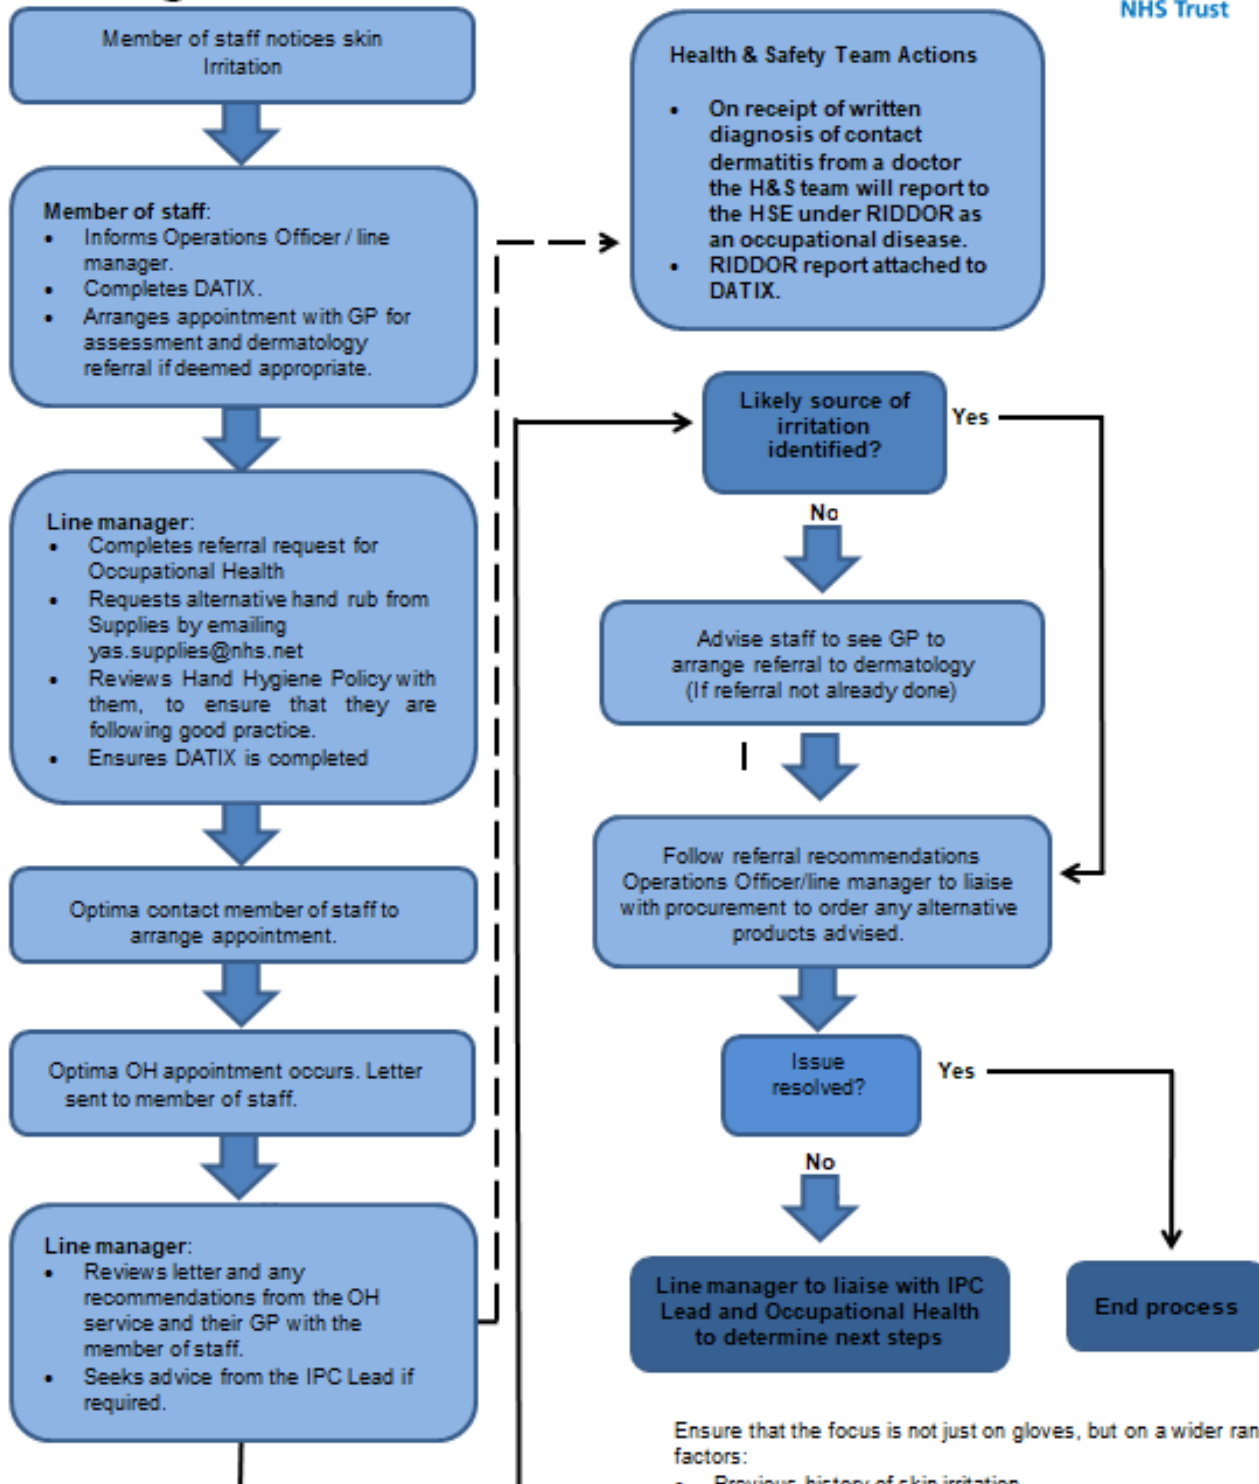 NHS Trust
Member of staff notices skin
Irritation
Member of staff:
• Informs Operations Officer / line
manager.
• Completes DATIX.
• Arranges appointment with GP for
assessment and dermatology
referral if deemed appropriate.
Line manager:
• Completes referral request for
Occupational Health
• Requests alternative hand rub from
Supplies by emailing
yas.supplies@nhs.net
• Reviews Hand Hygiene Policy with
them, to ensure that they are
following good practice.
• Ensures DATIX is completed
Optima contact member of staff to
arrange appointment.
Optima OH appointment occurs. Letter
sent to member of staff.
Line manager:
• Reviews letter and any
recommendations from the OH
service and their GP with the
member of staff.
• Seeks advice from the IPC Lead if
required.
Health & Safety Team Actions
• On receipt of written
diagnosis of contact
dermatitis from a doctor
the H&S team will report to
the HSE under RIDDOR as
an occupational disease.
• RIDDOR report attached to
DATIX.
Likely source of
irritation
identified?
Yes
No
Advise staff to see GP to
arrange referral to dermatology
(If referral not already done)
Follow referral recommendations
Operations Officer/line manager to liaise
with procurement to order any alternative
products advised.
Issue
resolved?
Yes
No
Line manager to liaise with IPC
Lead and Occupational Health
to determine next steps
End process
Ensure that the focus is not just on gloves, but on a wider ran
factors:
• Previous history of skin irritation